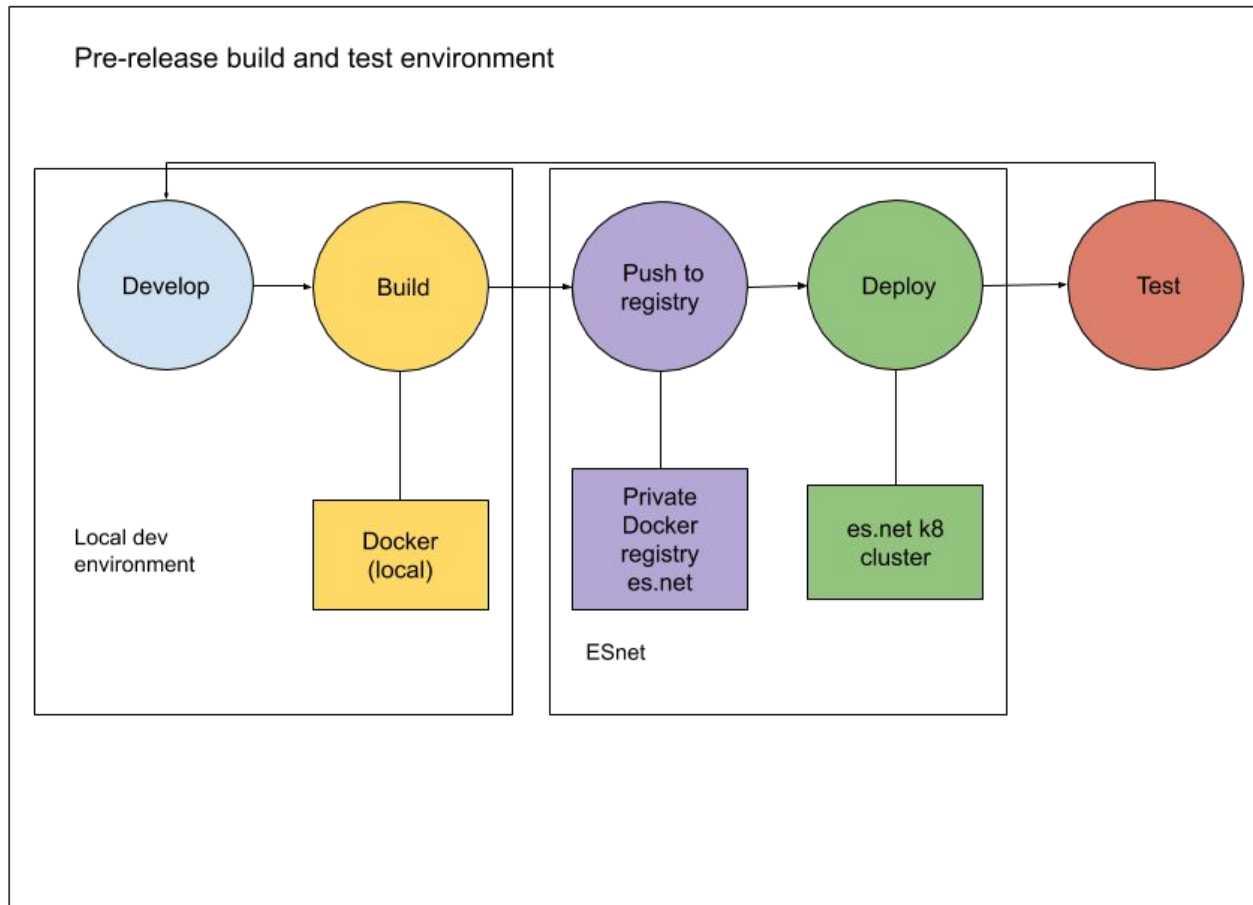 Pre-release build and test environment
Develop
Build
Push to
registry
Deploy
Test
Docker
(local)
Private
Docker
registry
es.net
es.net k8
cluster
Local dev
environment
ESnet